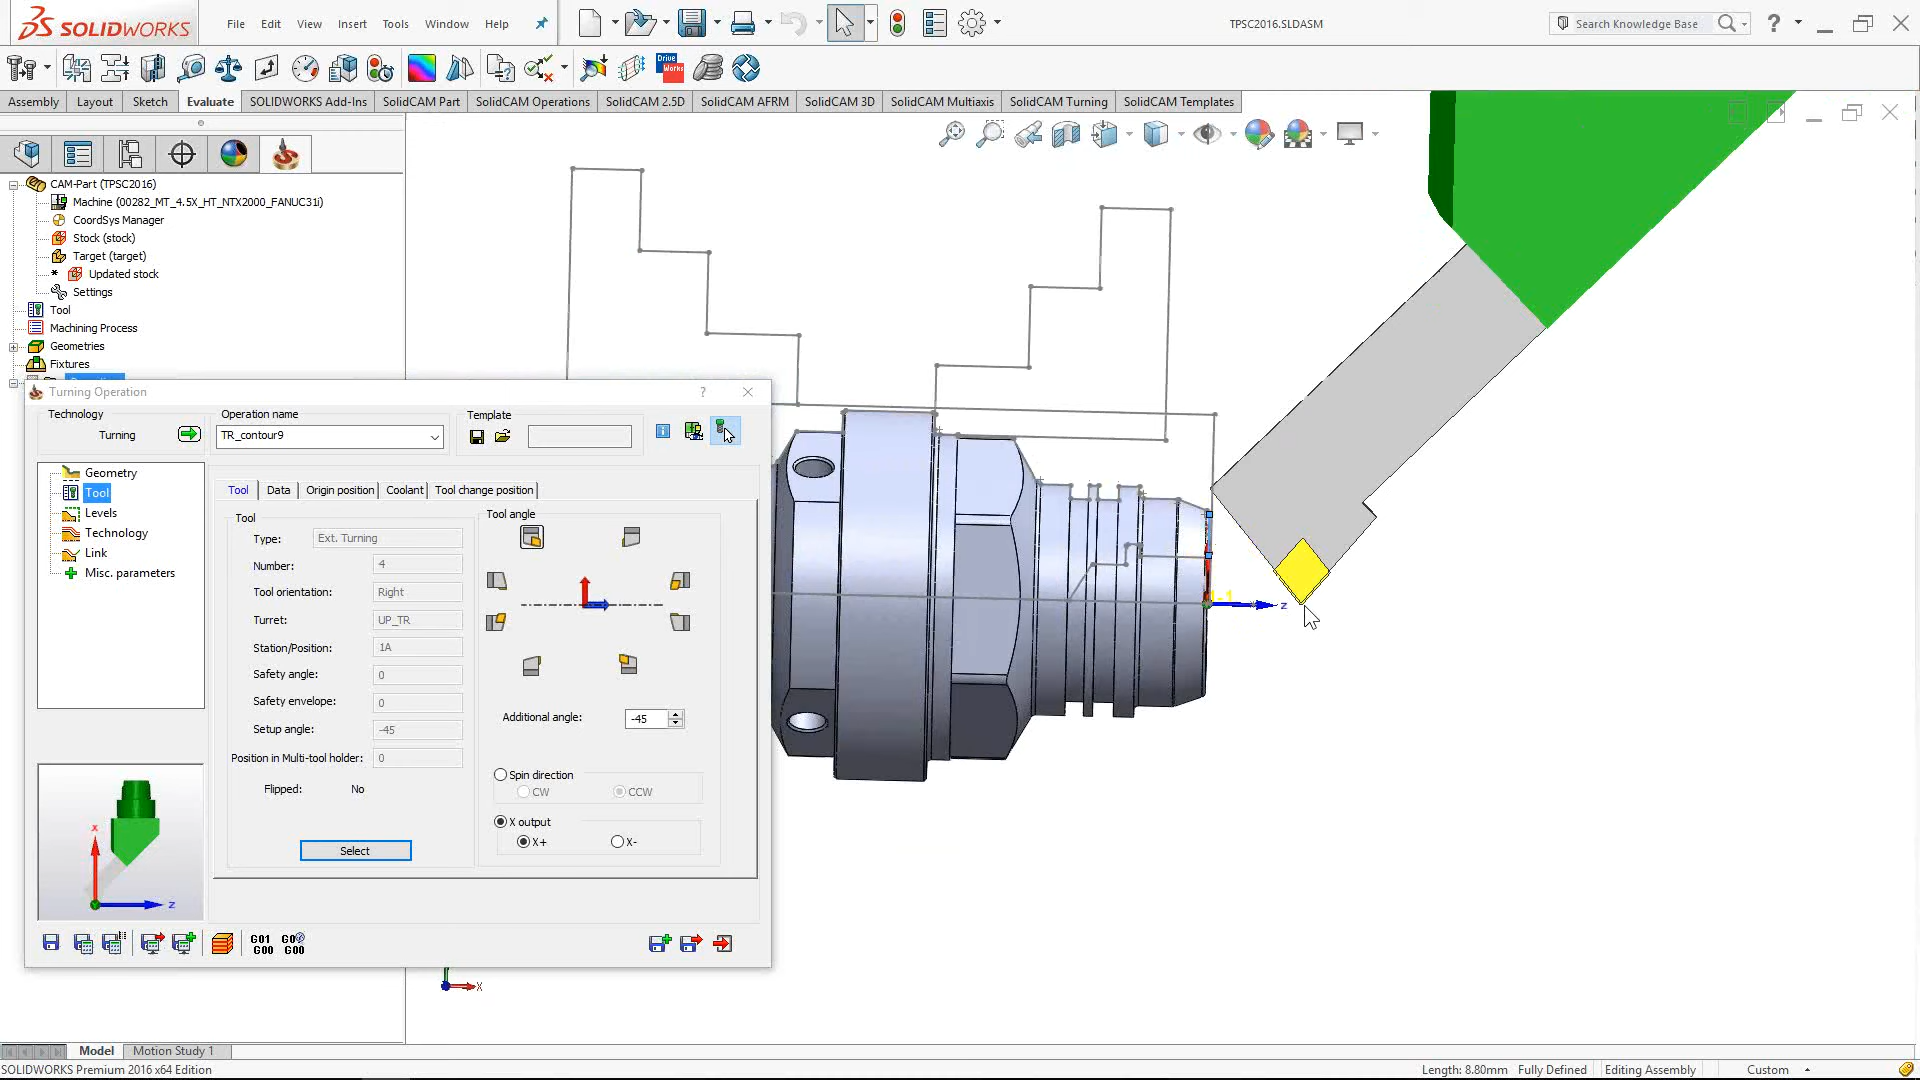 SOLIDWORKS
File Edit View Insert Tools Window Help
TPSC2016.SLDASM
Search Knowledge Base
Drive Works
Assembly Layout Sketch Evaluate SOLIDWORKS Add-Ins SolidCAM Part SolidCAM Operations SolidCAM 2.5D SolidCAM AFRM SolidCAM 3D SolidCAM Multiaxis SolidCAM Turning SolidCAM Templates
CAM-Part (TPSC2016)
Machine (00282_MT_4.5X_HT_NTX2000_FANUC31i)
CoordSys Manager
Stock (stock)
Target (target)
* Updated stock
Settings
Tool
Machining Process
Geometries
Fixtures
Turning Operation
Technology
Turning
Operation name
TR_contour9
Template
Geometry
Tool
Levels
Technology
Link
Misc. parameters
Tool Data Origin position Coolant Tool change position
Tool
Type: Ext. Turning
Number: 4
Tool orientation: Right
Turret: UP_TR
Station/Position: 1A
Safety angle: 0
Safety envelope: 0
Setup angle: -45
Position in Multi-tool holder: 0
Flipped: No
Select
Tool angle
Additional angle: -45
Spin direction
CW CCW
X output
X+ X-
X
Z
G01 G00
G00
1-1
Z
X
Model Motion Study 1
SOLIDWORKS Premium 2016 x64 Edition
Length: 8.80mm Fully Defined Editing Assembly Custom